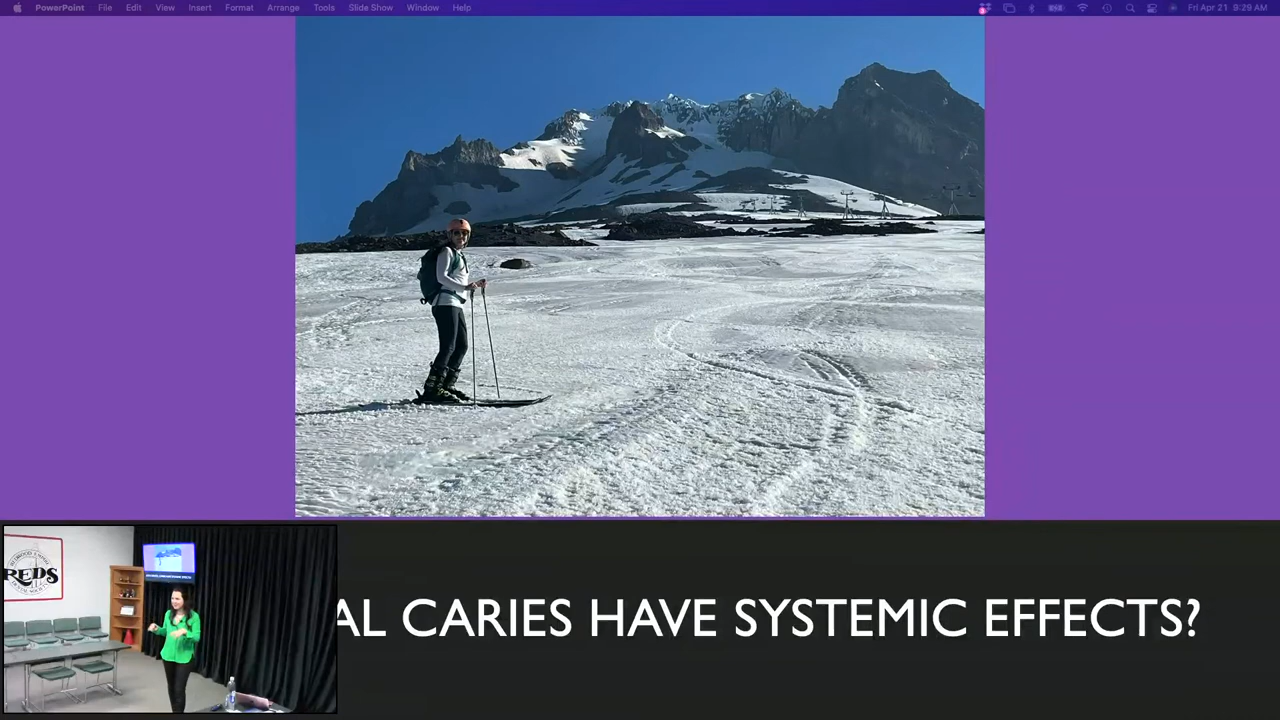 PowerPoint File Edit View Insert Format Arrange Tools Slide Show Window Help Fri Apr 21 9:29 AM
REDS
AL CARIES HAVE SYSTEMIC EFFECTS?